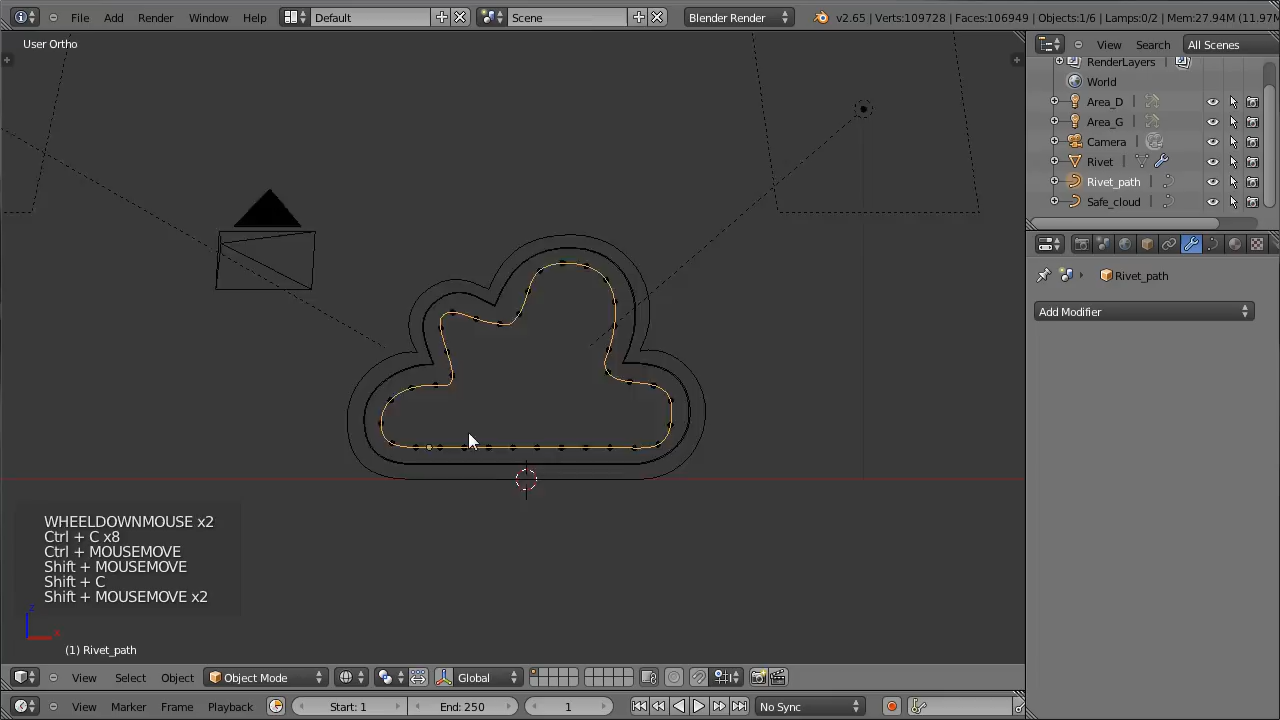 File Add Render Window Help Default Scene Blender Render v2.65 | Verts:109728 | Faces:106949 | Objects:1/6 | Lamps:0/2 | Mem:27.94M (11.97M
User Ortho
View Search All Scenes
RenderLayers
World
Area_D
Area_G
Camera
Rivet
Rivet_path
Safe_cloud
Rivet_path
Add Modifier
WHEELDOWNMOUSE x2
Ctrl + C x8
Ctrl + MOUSEMOVE
Shift + MOUSEMOVE
Shift + C
Shift + MOUSEMOVE x2
z
x
(1) Rivet_path
View Select Object Object Mode Global
View Marker Frame Playback Start: 1 End: 250 1 No Sync